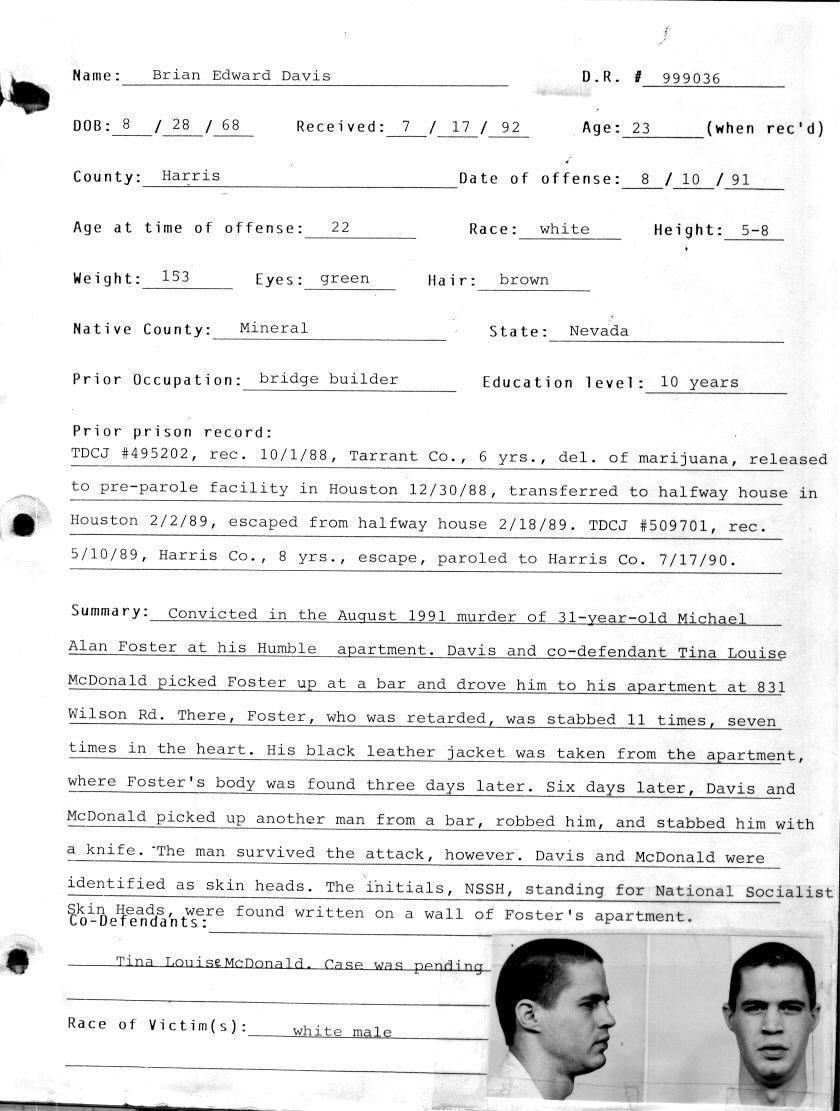 Name: Brian Edward Davis D.R. # 999036
DOB: 8 / 28 / 68 Received: 7 / 17 / 92 Age: 23 (when rec'd)
County: Harris Date of offense: 8 / 10 / 91
Age at time of offense: 22 Race: white Height: 5-8
Weight: 153 Eyes: green Hair: brown
Native County: Mineral State: Nevada
Prior Occupation: bridge builder Education level: 10 years
Prior prison record:
TDCJ #495202, rec. 10/1/88, Tarrant Co., 6 yrs., del. of marijuana, released
to pre-parole facility in Houston 12/30/88, transferred to halfway house in
Houston 2/2/89, escaped from halfway house 2/18/89. TDCJ #509701, rec.
5/10/89, Harris Co., 8 yrs., escape, paroled to Harris Co. 7/17/90.
Summary: Convicted in the August 1991 murder of 31-year-old Michael
Alan Foster at his Humble apartment. Davis and co-defendant Tina Louise
McDonald picked Foster up at a bar and drove him to his apartment at 831
Wilson Rd. There, Foster, who was retarded, was stabbed 11 times, seven
times in the heart. His black leather jacket was taken from the apartment,
where Foster's body was found three days later. Six days later, Davis and
McDonald picked up another man from a bar, robbed him, and stabbed him with
a knife. The man survived the attack, however. Davis and McDonald were
identified as skin heads. The initials, NSSH, standing for National Socialist
Skin Heads, were found written on a wall of Foster's apartment.
Co-Defendants:
Tina Louise McDonald. Case was pending
Race of Victim(s): white male